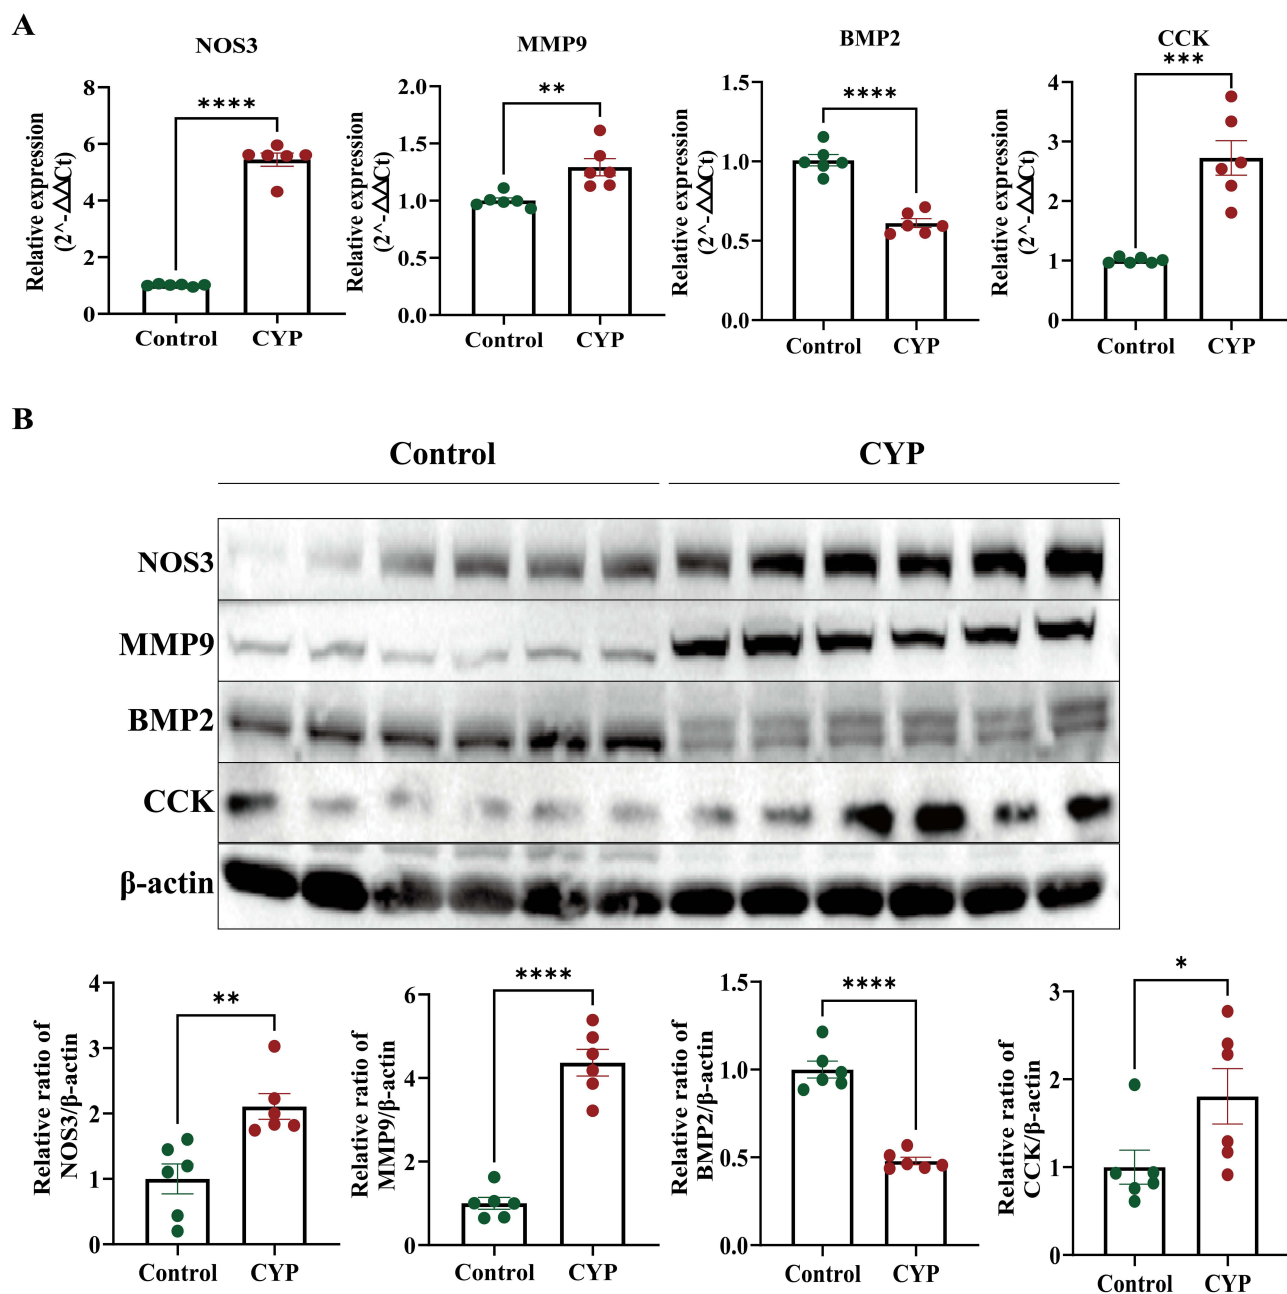 A
NOS3
Relative expression
(2^-ΔΔCt)
8
6
4
2
0
****
Control
CYP
MMP9
Relative expression
(2^-ΔΔCt)
2.0
1.5
1.0
0.5
0.0
**
Control
CYP
BMP2
Relative expression
(2^-ΔΔCt)
1.5
1.0
0.5
0.0
****
Control
CYP
CCK
Relative expression
(2^-ΔΔCt)
4
3
2
1
0
***
Control
CYP
B
Control
CYP
NOS3
MMP9
BMP2
CCK
β-actin
Relative ratio of
NOS3/β-actin
4
3
2
1
0
**
Control
CYP
Relative ratio of
MMP9/β-actin
6
4
2
0
****
Control
CYP
Relative ratio of
BMP2/β-actin
1.5
1.0
0.5
0.0
****
Control
CYP
Relative ratio of
CCK/β-actin
3
2
1
0
*
Control
CYP